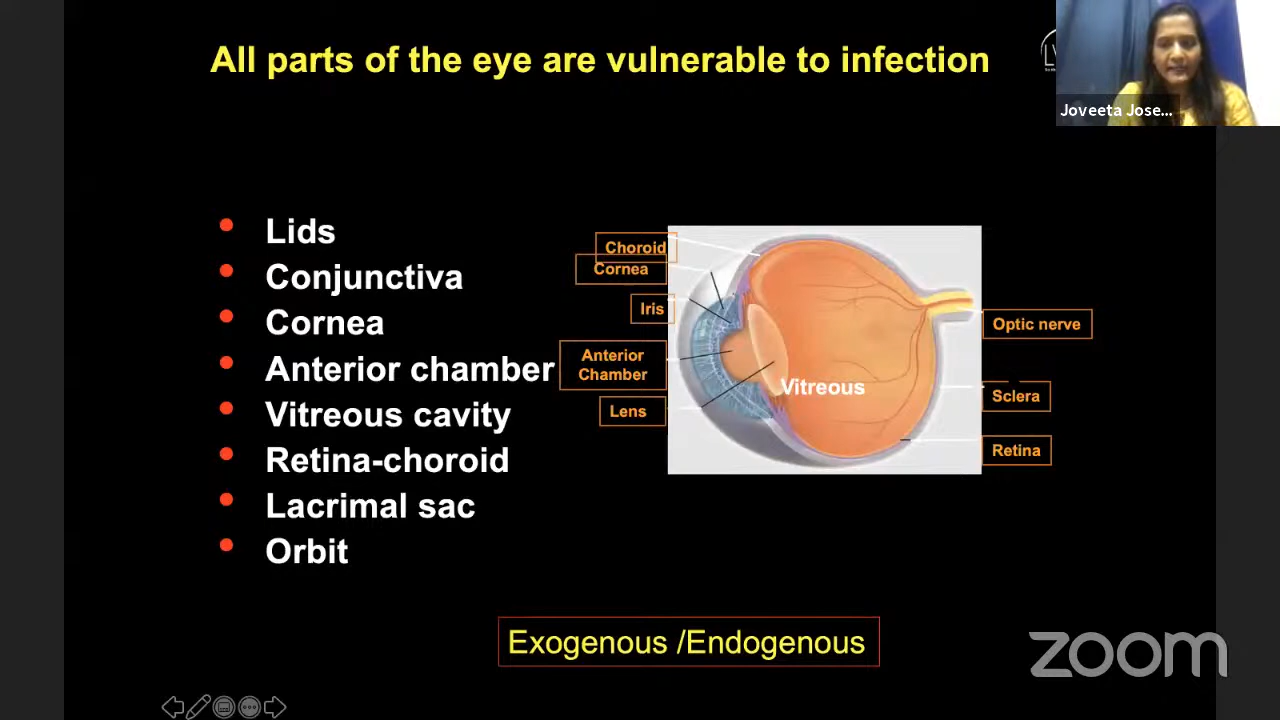 All parts of the eye are vulnerable to infection
Joveeta Jose...
Lids
Conjunctiva
Cornea
Anterior chamber
Vitreous cavity
Retina-choroid
Lacrimal sac
Orbit
Choroid
Cornea
Iris
Anterior
Chamber
Lens
Vitreous
Optic nerve
Sclera
Retina
Exogenous /Endogenous
zoom